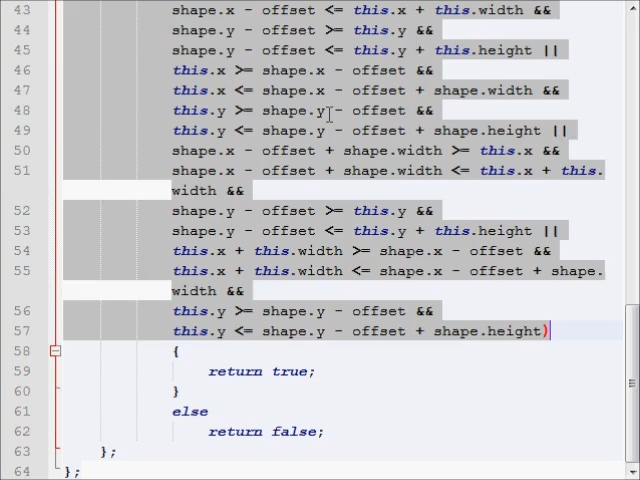 43 shape.x - offset <= this.x + this.width &&
44 shape.y - offset >= this.y &&
45 shape.y - offset <= this.y + this.height ||
46 this.x >= shape.x - offset &&
47 this.x <= shape.x - offset + shape.width &&
48 this.y >= shape.y - offset &&
49 this.y <= shape.y - offset + shape.height ||
50 shape.x - offset + shape.width >= this.x &&
51 shape.x - offset + shape.width <= this.x + this.
width &&
52 shape.y - offset >= this.y &&
53 shape.y - offset <= this.y + this.height ||
54 this.x + this.width >= shape.x - offset &&
55 this.x + this.width <= shape.x - offset + shape.
width &&
56 this.y >= shape.y - offset &&
57 this.y <= shape.y - offset + shape.height)
58 {
59 return true;
60 }
61 else
62 return false;
63 };
64 };